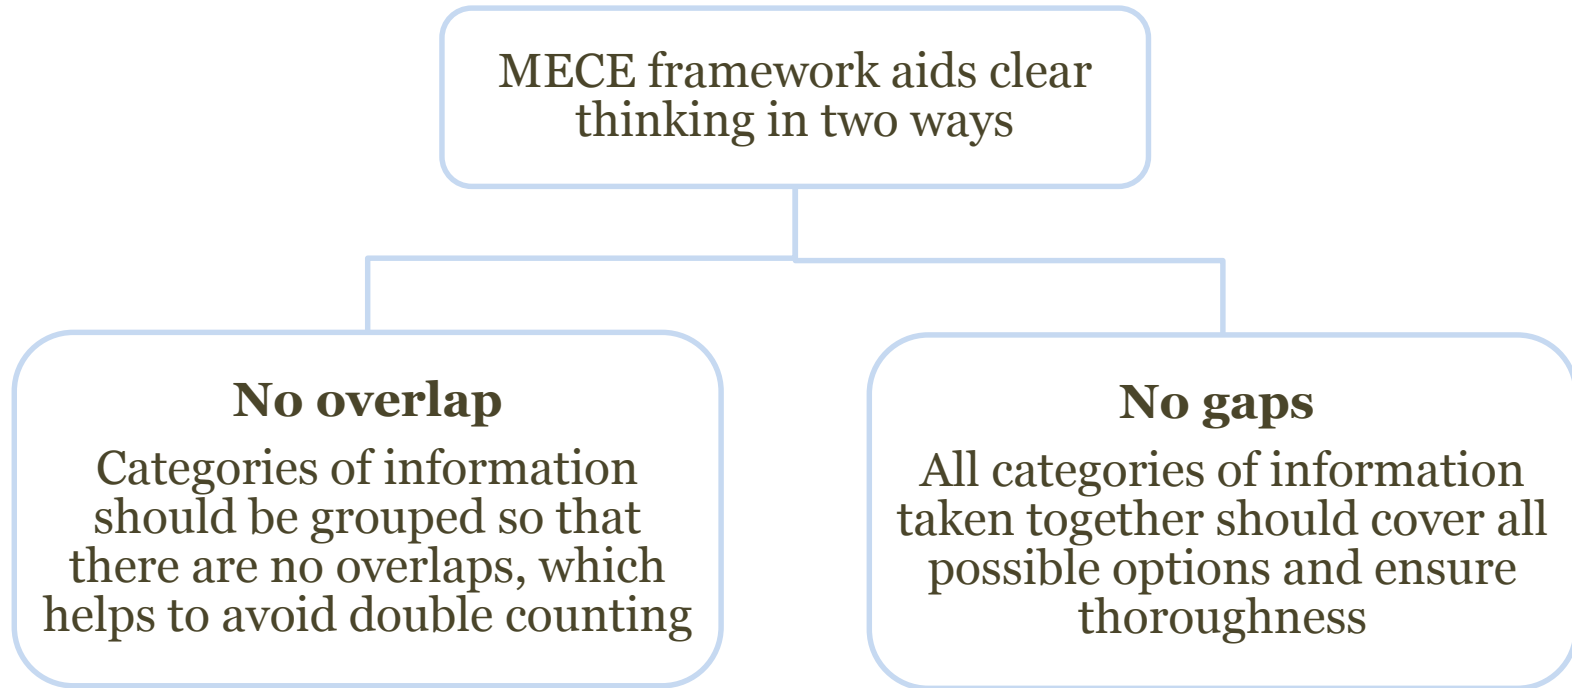 MECE framework aids clear
thinking in two ways
No overlap
Categories of information
should be grouped so that
there are no overlaps, which
helps to avoid double counting
No gaps
All categories of information
taken together should cover all
possible options and ensure
thoroughness